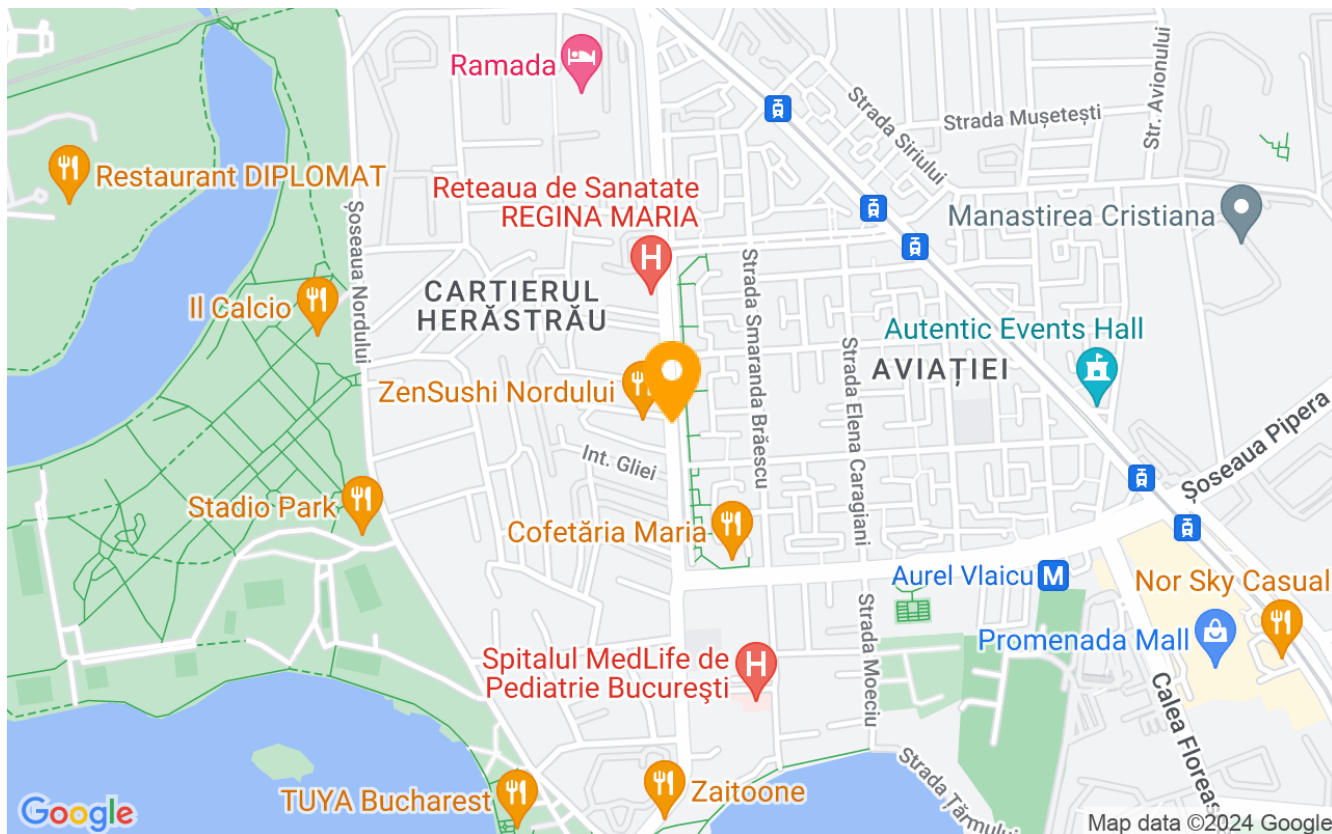 Ramada
Strada Siriului
Strada Mușetești
Str. Avionului
Restaurant DIPLOMAT
Reteaua de Sanatate
REGINA MARIA
H
Șoseaua Nordului
Manastirea Cristiana
Strada Smaranda Brăescu
Il Calcio
CARTIERUL
HERĂSTRĂU
Autentic Events Hall
Strada Elena Caragiani
AVIAȚIEI
ZenSushi Nordului
Șoseaua Pipera
Int. Gliei
Stadio Park
Cofetăria Maria
Aurel Vlaicu
M
Nor Sky Casual
Strada Moeciu
Promenada Mall
Spitalul MedLife de
Pediatrie Bucureşti
H
Calea Floreas
Strada Țărmului
TUYA Bucharest
Zaitoone
Google
Map data ©2024 Google